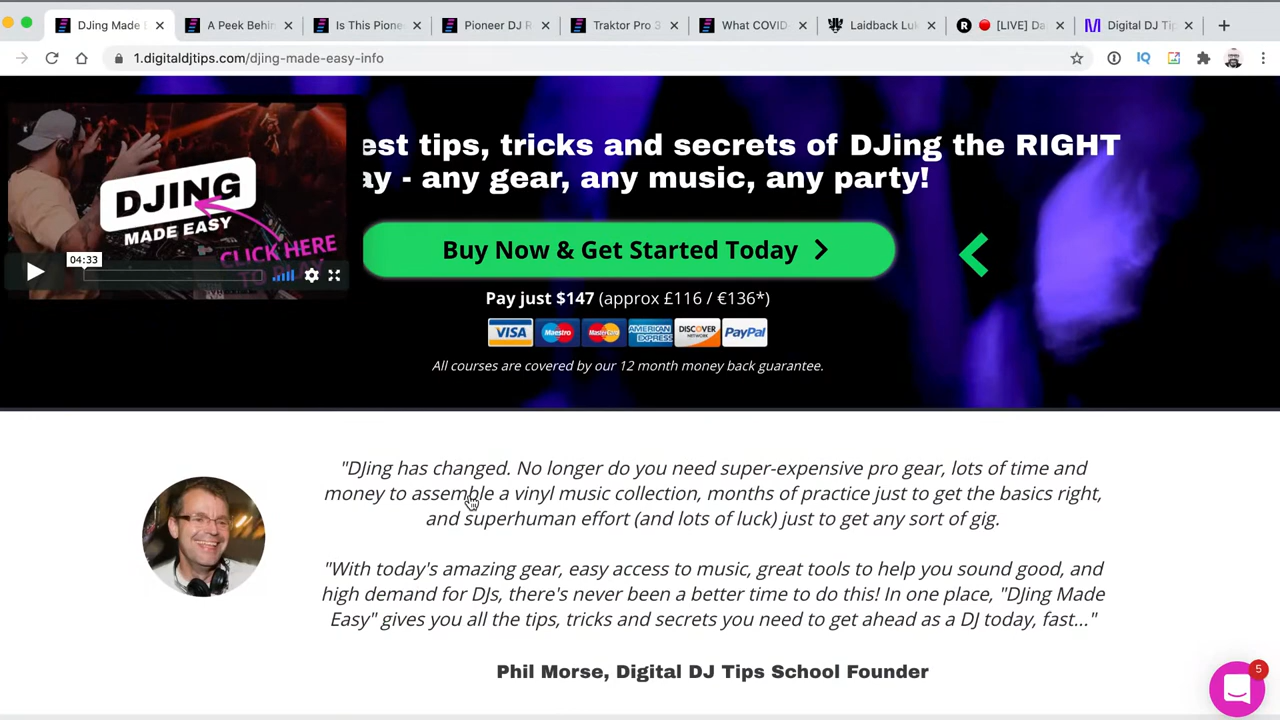 DJing Made E
A Peek Behin
Is This Pione
Pioneer DJ R
Traktor Pro 3
What COVID
Laidback Luk
[LIVE] Da
Digital DJ Tip
1.digitaldjtips.com/djing-made-easy-info
DJING
MADE EASY
CLICK HERE
04:33
est tips, tricks and secrets of DJing the RIGHT
ay - any gear, any music, any party!
Buy Now & Get Started Today
Pay just $147 (approx £116 / €136*)
VISA Maestro MasterCard AMERICAN EXPRESS DISCOVER NETWORK PayPal
All courses are covered by our 12 month money back guarantee.
"DJing has changed. No longer do you need super-expensive pro gear, lots of time and
money to assemble a vinyl music collection, months of practice just to get the basics right,
and superhuman effort (and lots of luck) just to get any sort of gig.
"With today's amazing gear, easy access to music, great tools to help you sound good, and
high demand for DJs, there's never been a better time to do this! In one place, "DJing Made
Easy" gives you all the tips, tricks and secrets you need to get ahead as a DJ today, fast..."
Phil Morse, Digital DJ Tips School Founder
5